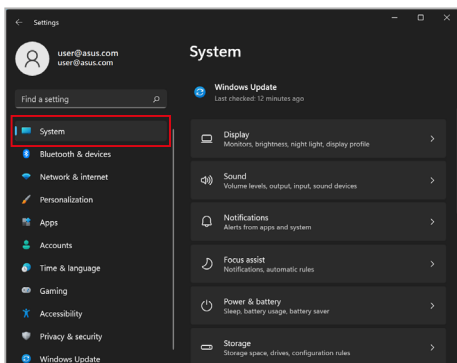 Settings
user@asus.com
user@asus.com
Find a setting
System
Bluetooth & devices
Network & internet
Personalization
Apps
Accounts
Time & language
Gaming
Accessibility
Privacy & security
Windows Update
System
Windows Update
Last checked: 12 minutes ago
Display
Monitors, brightness, night light, display profile
Sound
Volume levels, output, input, sound devices
Notifications
Alerts from apps and system
Focus assist
Notifications, automatic rules
Power & battery
Sleep, battery usage, battery saver
Storage
Storage space, drives, configuration rules